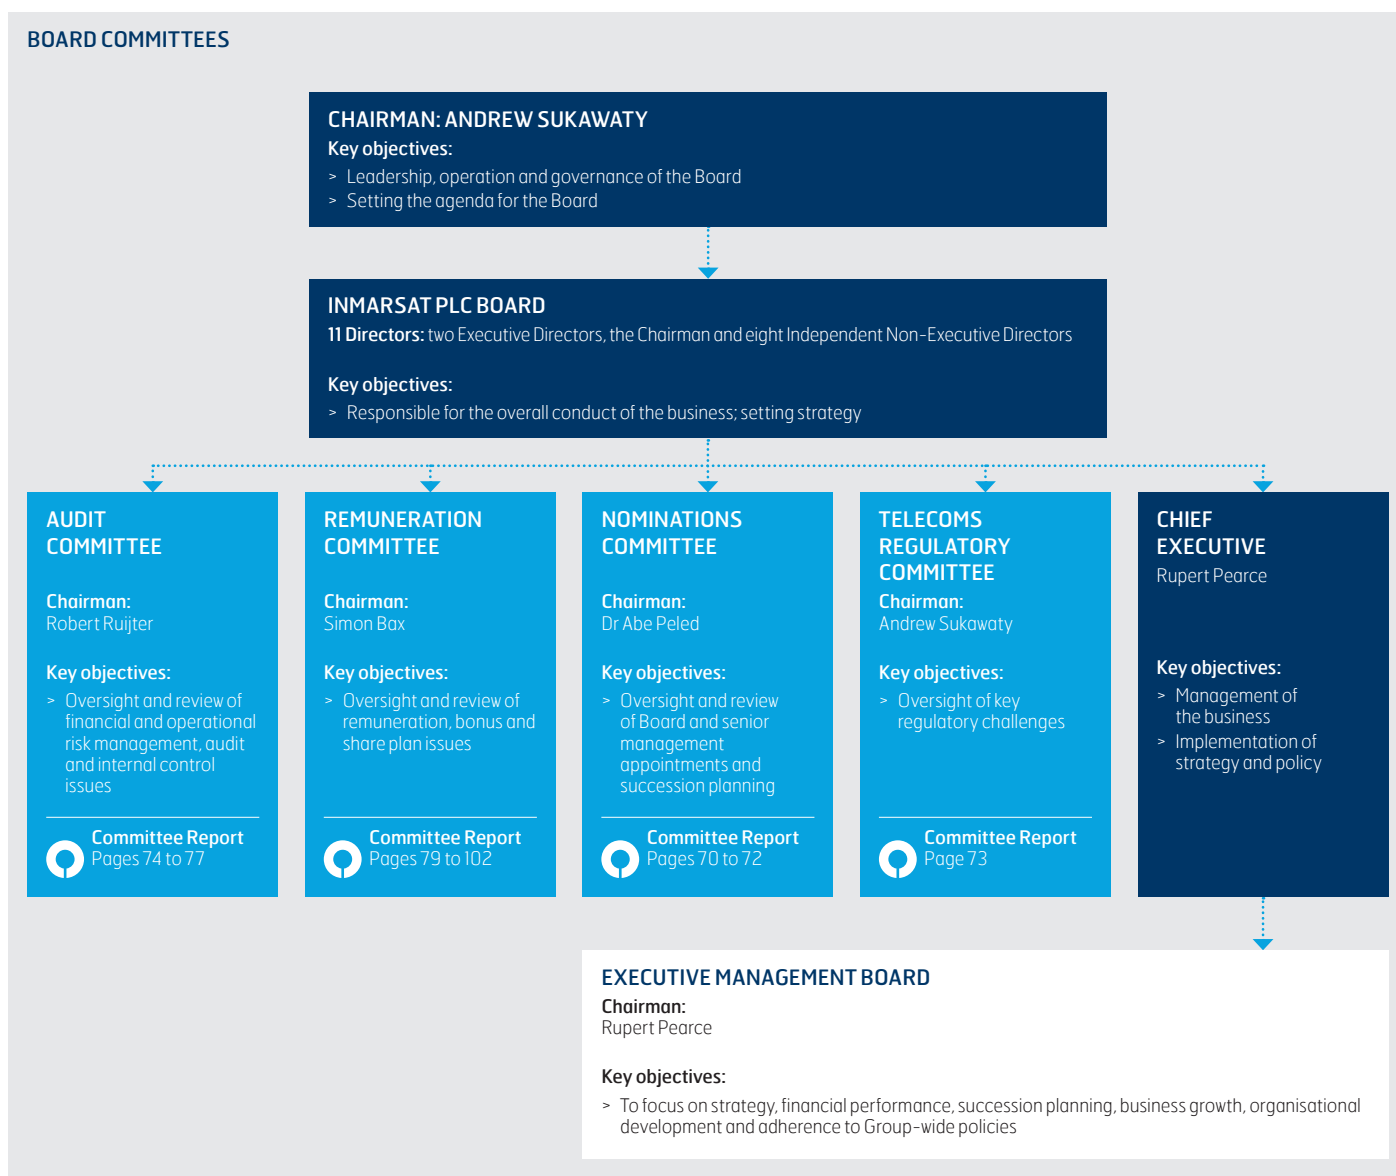 BOARD COMMITTEES
CHAIRMAN: ANDREW SUKAWATY
Key objectives:
> Leadership, operation and governance of the Board
> Setting the agenda for the Board
INMARSAT PLC BOARD
11 Directors: two Executive Directors, the Chairman and eight Independent Non-Executive Directors
Key objectives:
> Responsible for the overall conduct of the business; setting strategy
AUDIT
COMMITTEE
Chairman:
Robert Ruijter
Key objectives:
> Oversight and review of
financial and operational
risk management, audit
and internal control
issues
Committee Report
Pages 74 to 77
REMUNERATION
COMMITTEE
Chairman:
Simon Bax
Key objectives:
> Oversight and review of
remuneration, bonus and
share plan issues
Committee Report
Pages 79 to 102
NOMINATIONS
COMMITTEE
Chairman:
Dr Abe Peled
Key objectives:
> Oversight and review
of Board and senior
management
appointments and
succession planning
Committee Report
Pages 70 to 72
TELECOMS
REGULATORY
COMMITTEE
Chairman:
Andrew Sukawaty
Key objectives:
> Oversight of key
regulatory challenges
Committee Report
Page 73
CHIEF
EXECUTIVE
Rupert Pearce
Key objectives:
> Management of
the business
> Implementation of
strategy and policy
EXECUTIVE MANAGEMENT BOARD
Chairman:
Rupert Pearce
Key objectives:
> To focus on strategy, financial performance, succession planning, business growth, organisational
development and adherence to Group-wide policies